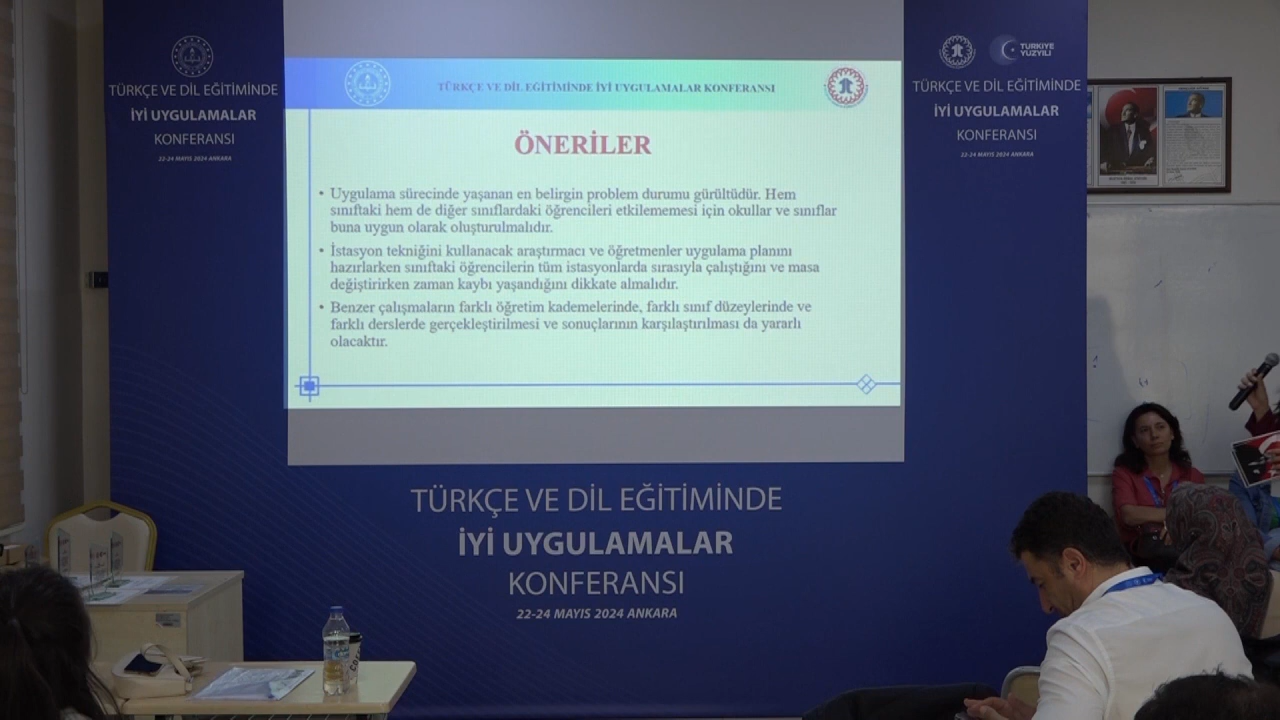 TÜRKÇE VE DİL EĞİTİMİNDE
İYİ UYGULAMALAR
KONFERANSI
22-24 MAYIS 2024 ANKARA
TÜRKÇE VE DİL EĞİTİMİNDE İYİ UYGULAMALAR KONFERANSI
ÖNERİLER
• Uygulama sürecinde yaşanan en belirgin problem durumu gürültüdür. Hem
sınıftaki hem de diğer sınıflardaki öğrencileri etkilememesi için okullar ve sınıflar
buna uygun olarak oluşturulmalıdır.
• İstasyon tekniğini kullanacak araştırmacı ve öğretmenler uygulama planını
hazırlarken sınıftaki öğrencilerin tüm istasyonlarda sırasıyla çalıştığını ve masa
değiştirirken zaman kaybı yaşandığını dikkate almalıdır.
• Benzer çalışmaların farklı öğretim kademelerinde, farklı sınıf düzeylerinde ve
farklı derslerde gerçekleştirilmesi ve sonuçlarının karşılaştırılması da yararlı
olacaktır.
TÜRKİYE
YÜZYILI
TÜRKÇE VE DİL EĞİTİMİNDE
İYİ UYGULAMALAR
KONFERANSI
22-24 MAYIS 2024 ANKARA
TÜRKÇE VE DİL EĞİTİMİNDE
İYİ UYGULAMALAR
KONFERANSI
22-24 MAYIS 2024 ANKARA